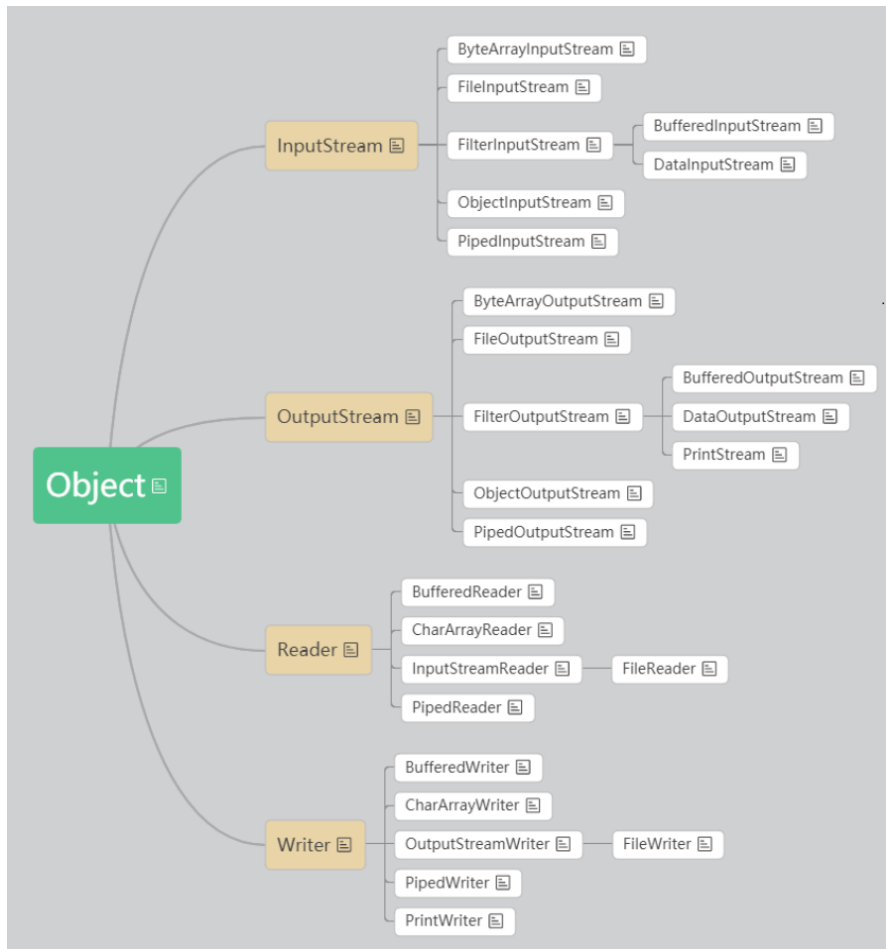 Object
InputStream
ByteArrayInputStream
FileInputStream
FilterInputStream
BufferedInputStream
DataInputStream
ObjectInputStream
PipedInputStream
OutputStream
ByteArrayOutputStream
FileOutputStream
FilterOutputStream
BufferedOutputStream
DataOutputStream
PrintStream
ObjectOutputStream
PipedOutputStream
Reader
BufferedReader
CharArrayReader
InputStreamReader
FileReader
PipedReader
Writer
BufferedWriter
CharArrayWriter
OutputStreamWriter
FileWriter
PipedWriter
PrintWriter